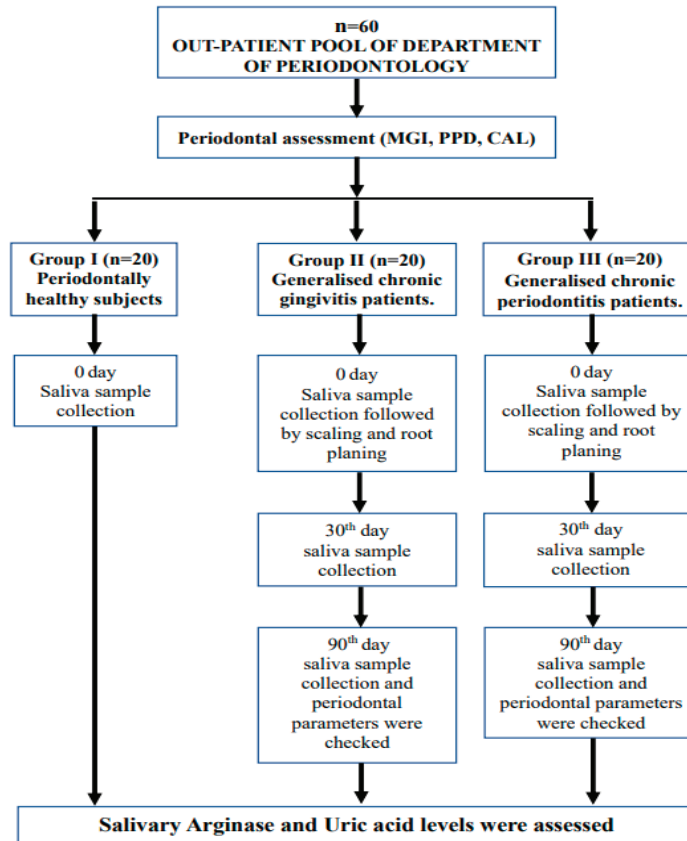 n=60
OUT-PATIENT POOL OF DEPARTMENT
OF PERIODONTOLOGY
Periodontal assessment (MGI, PPD, CAL)
Group I (n=20)
Periodontally
healthy subjects
Group II (n=20)
Generalised chronic
gingivitis patients.
Group III (n=20)
Generalised chronic
periodontitis patients.
0 day
Saliva sample
collection
0 day
Saliva sample
collection followed
by scaling and root
planing
0 day
Saliva sample
collection followed by
scaling and root
planing
30th day
saliva sample
collection
30th day
saliva sample
collection
90th day
saliva sample
collection and
periodontal
parameters were
checked
90th day
saliva sample
collection and
periodontal parameters
were checked
Salivary Arginase and Uric acid levels were assessed